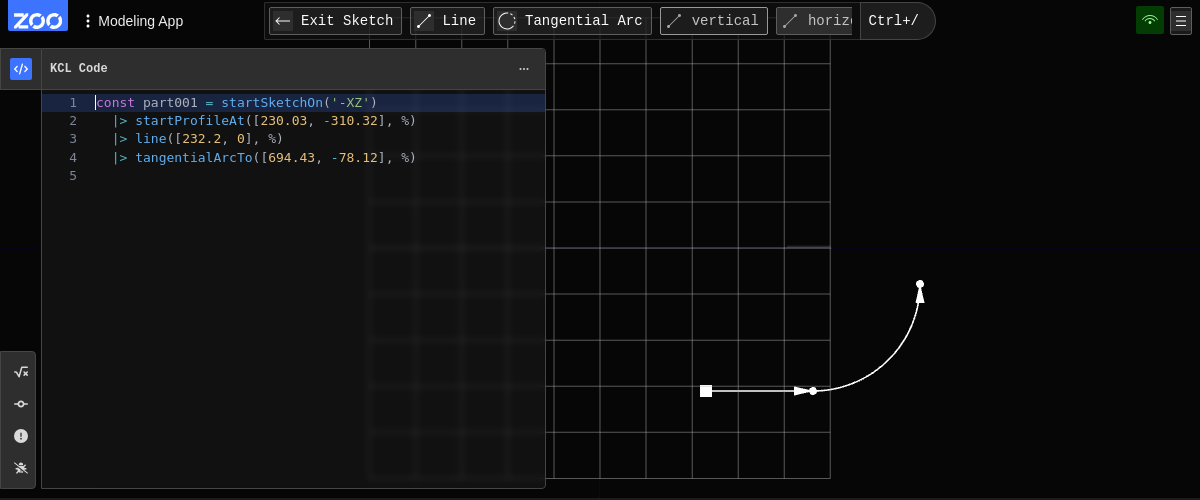 ZOO Modeling App Exit Sketch Line Tangential Arc vertical horiz Ctrl+/
KCL Code ...
1 const part001 = startSketchOn('-XZ')
2 |> startProfileAt([230.03, -310.32], %)
3 |> line([232.2, 0], %)
4 |> tangentialArcTo([694.43, -78.12], %)
5